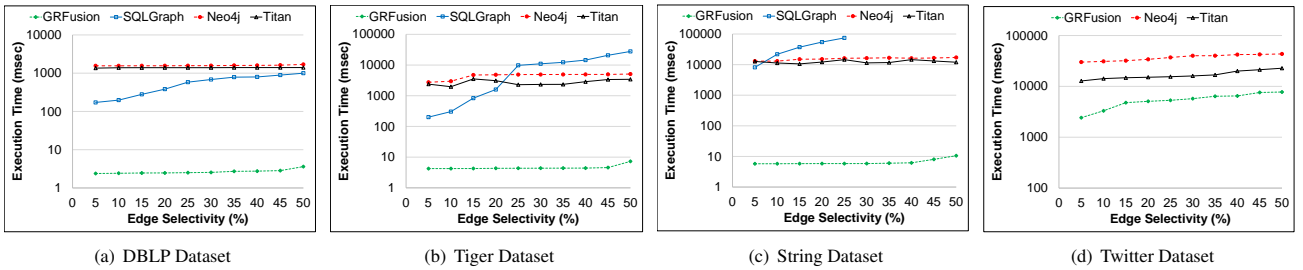 GRFusion SQLGraph Neo4j Titan
Execution Time (msec)
10000
1000
100
10
1
5 10 15 20 25 30 35 40 45 50
Edge Selectivity (%)
(a) DBLP Dataset
GRFusion SQLGraph Neo4j Titan
Execution Time (msec)
100000
10000
1000
100
10
1
5 10 15 20 25 30 35 40 45 50
Edge Selectivity (%)
(b) Tiger Dataset
GRFusion SQLGraph Neo4j Titan
Execution Time (msec)
100000
10000
1000
100
10
1
5 10 15 20 25 30 35 40 45 50
Edge Selectivity (%)
(c) String Dataset
GRFusion Neo4j Titan
Execution Time (msec)
100000
10000
1000
100
5 10 15 20 25 30 35 40 45 50
Edge Selectivity (%)
(d) Twitter Dataset